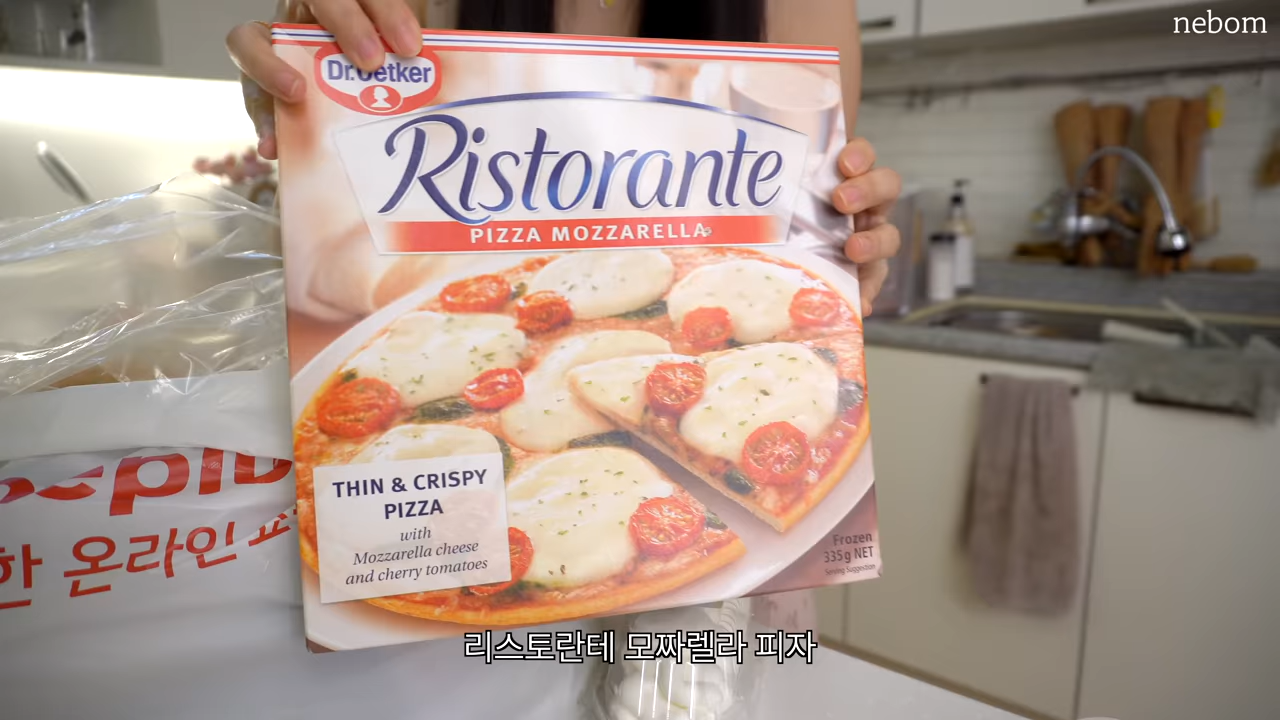 nebom
Dr. Oetker
Ristorante
PIZZA MOZZARELLA
THIN & CRISPY
PIZZA
with
Mozzarella cheese
and cherry tomatoes
Frozen
335g NET
Serving Suggestion
한 온라인
리스토란테 모짜렐라 피자